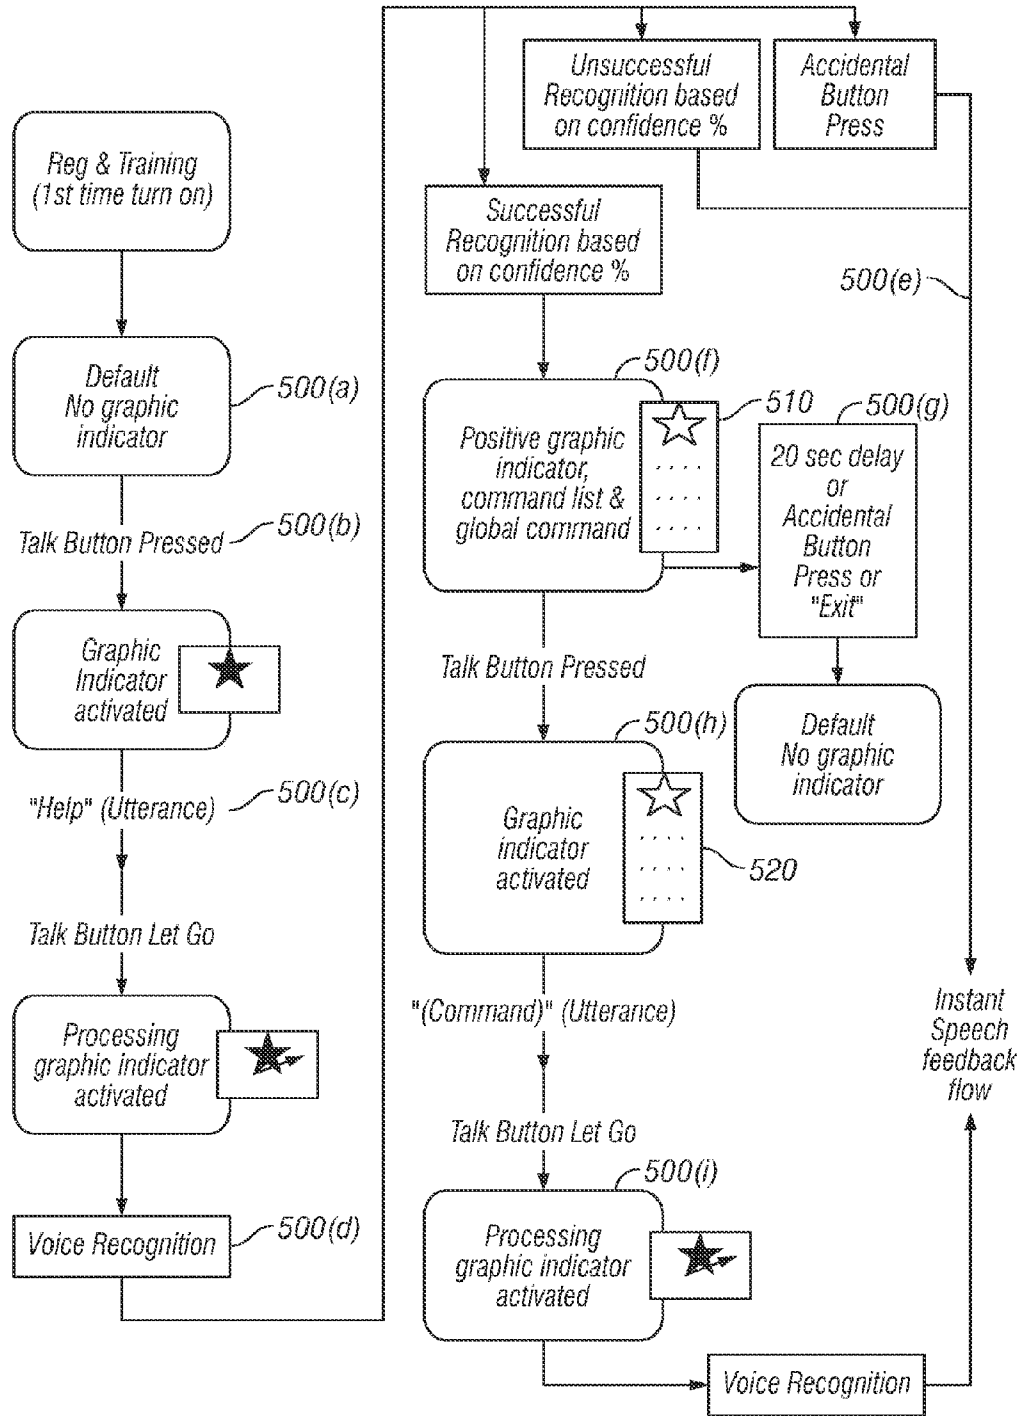 Reg & Training
(1st time turn on)
Default
No graphic
indicator
500(a)
Talk Button Pressed
500(b)
Graphic
Indicator
activated
"Help" (Utterance)
500(c)
Talk Button Let Go
Processing
graphic indicator
activated
Voice Recognition
500(d)
Unsuccessful
Recognition based
on confidence %
Accidental
Button
Press
Successful
Recognition based
on confidence %
500(e)
500(f)
Positive graphic
indicator,
command list &
global command
510
500(g)
20 sec delay
or
Accidental
Button
Press or
"Exit"
Talk Button Pressed
Default
No graphic
indicator
500(h)
Graphic
indicator
activated
520
"(Command)" (Utterance)
Talk Button Let Go
500(i)
Processing
graphic indicator
activated
Voice Recognition
Instant
Speech
feedback
flow